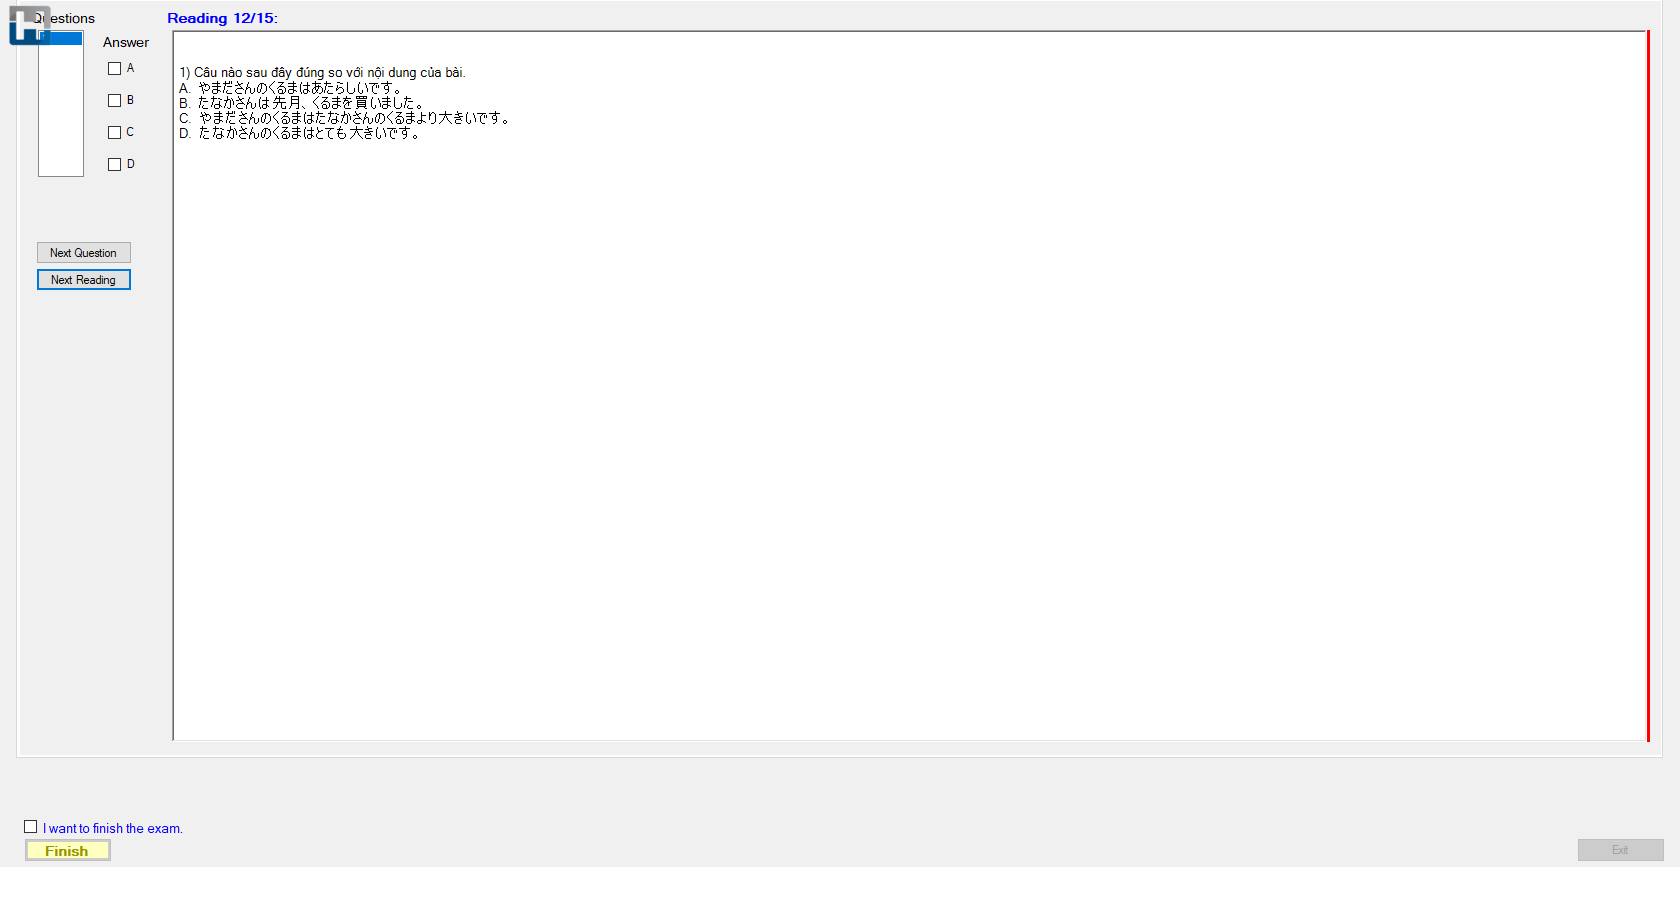 Questions
Reading 12/15:
Answer
A
B
C
D
1) Câu nào sau đây đúng so với nội dung của bài.
A. やまださんのくるまはあたらしいです。
B. たなかさんは先月、くるまを買いました。
C. やまださんのくるまはたなかさんのくるまより大きいです。
D. たなかさんのくるまはとても大きいです。
Next Question
Next Reading
I want to finish the exam.
Finish
Exit